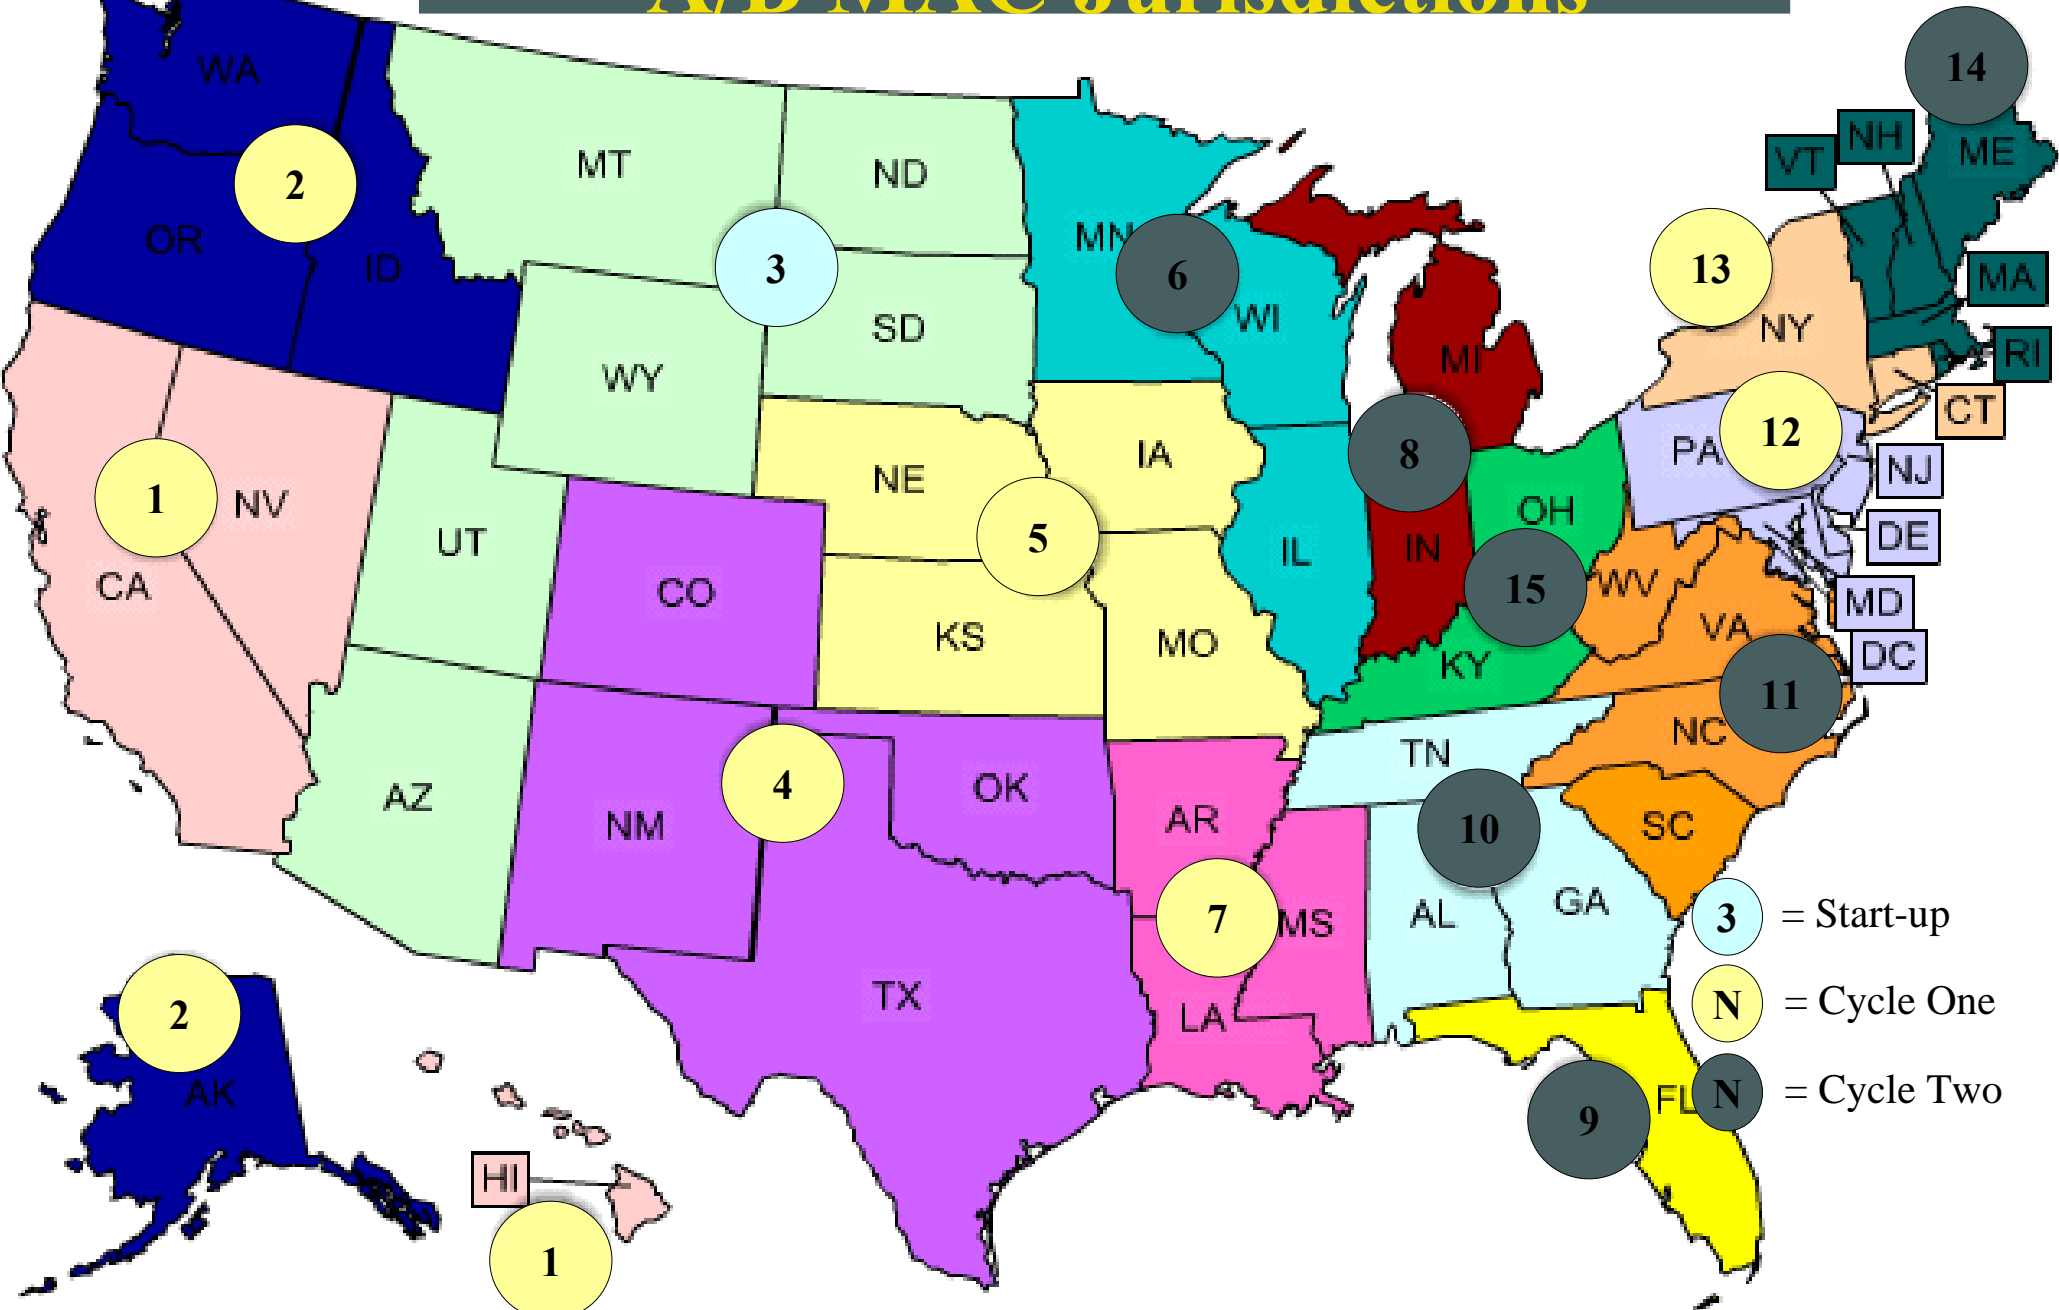 A/B MAC Jurisdictions
14
WA
NH
VT
ME
MT
ND
2
OR
ID
MN
6
13
3
MA
WI
NY
SD
MI
RI
WY
CT
12
PA
8
IA
NE
NJ
1
NV
OH
5
DE
UT
IN
IL
CO
15
WV
CA
MD
VA
KS
MO
DC
KY
11
NC
TN
4
OK
AZ
AR
NM
SC
10
GA
AL
7
MS
3 = Start-up
TX
N = Cycle One
2
LA
AK
FL
N = Cycle Two
9
HI
1